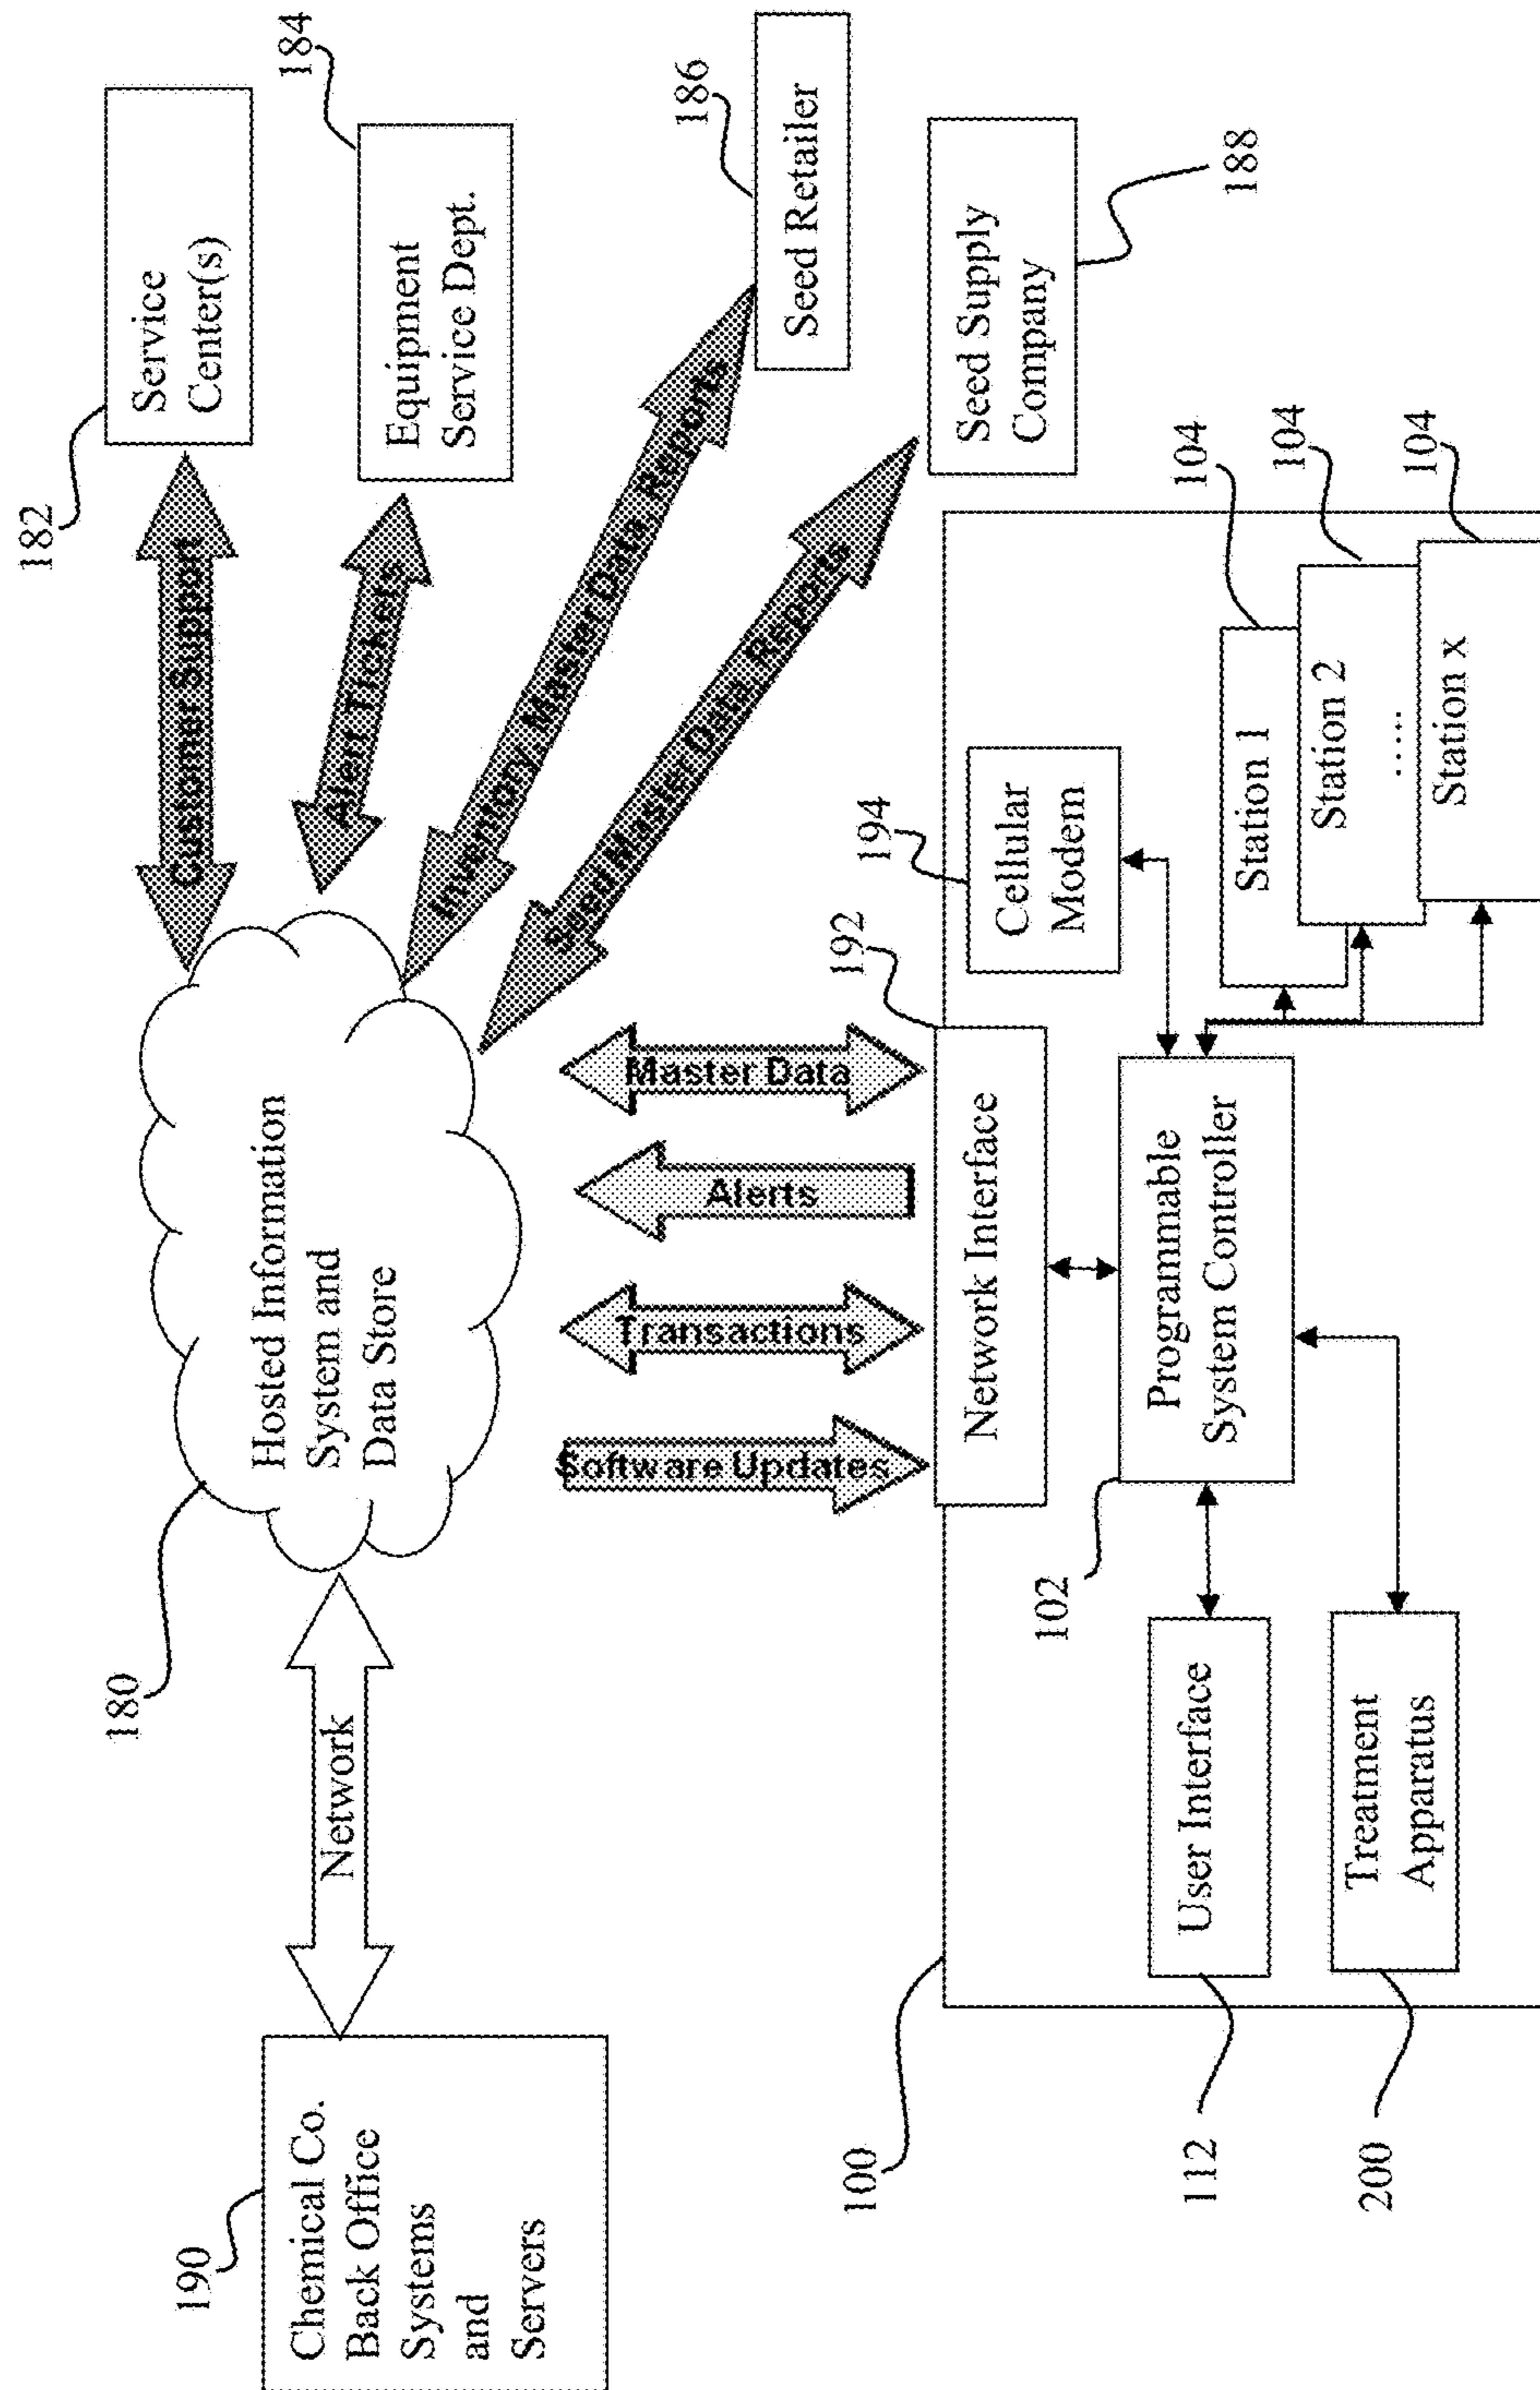 182
Service
Center(s)
184
Equipment
Service Dept.
186
Seed Retailer
Seed Supply
Company
188
Customer Support
Alert Tickets
Inventory, Master Data, Reports
Seed Master Data, Reports
180
Hosted Information
System and
Data Store
Network
190
Chemical Co.
Back Office
Systems
and
Servers
Software Updates
Transactions
Alerts
Master Data
100
192
Network Interface
194
Cellular
Modem
102
Programmable
System Controller
User Interface
112
Treatment
Apparatus
200
104
Station 1
104
Station 2
.....
104
Station x